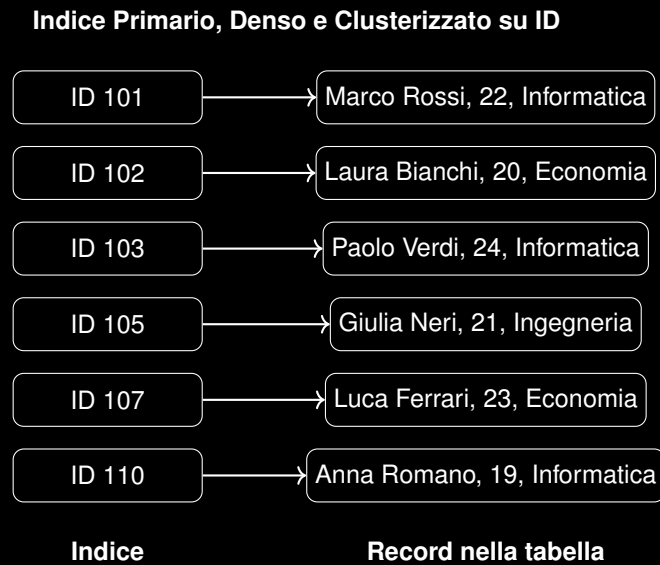 Indice Primario, Denso e Clusterizzato su ID
ID 101 Marco Rossi, 22, Informatica
ID 102 Laura Bianchi, 20, Economia
ID 103 Paolo Verdi, 24, Informatica
ID 105 Giulia Neri, 21, Ingegneria
ID 107 Luca Ferrari, 23, Economia
ID 110 Anna Romano, 19, Informatica
Indice Record nella tabella